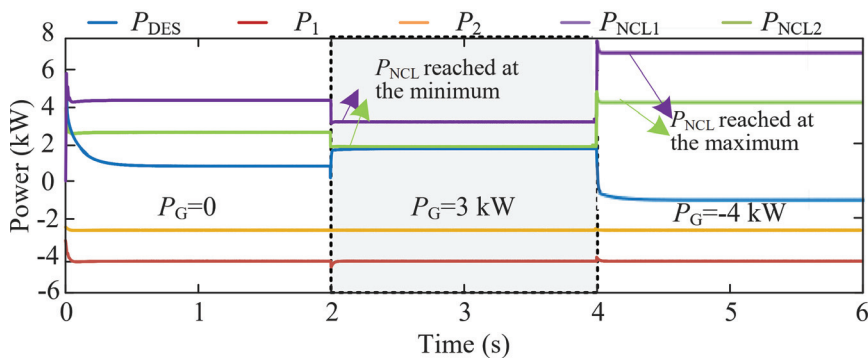 P_DES P_1 P_2 P_NCL1 P_NCL2
8
6
4
2
0
-2
-4
-6
Power (kW)
P_NCL reached at
the minimum
P_NCL reached at
the maximum
P_G=0
P_G=3 kW
P_G=-4 kW
0 1 2 3 4 5 6
Time (s)